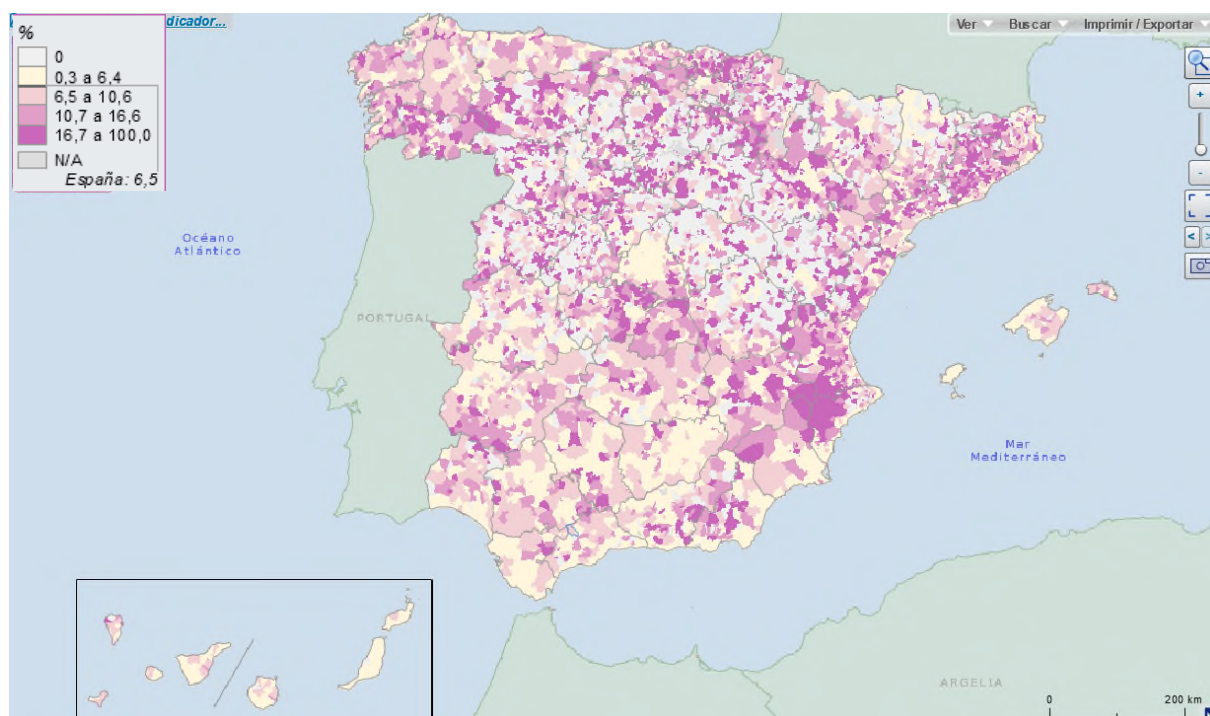 dicador...
Ver Buscar Imprimir / Exportar
%
0
0,3 a 6,4
6,5 a 10,6
10,7 a 16,6
16,7 a 100,0
N/A
España: 6,5
+
-
< >
Océano
Atlántico
PORTUGAL
Mar
Mediterráneo
ARGELIA
0 200 km